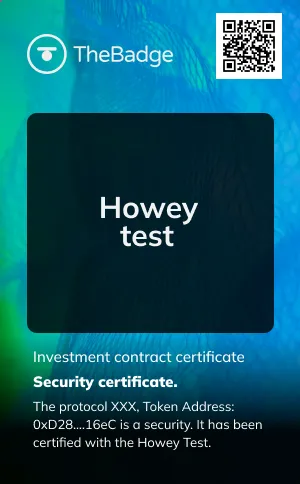 TheBadge
Howey
test
Investment contract certificate
Security certificate.
The protocol XXX, Token Address:
0xD28....16eC is a security. It has been
certified with the Howey Test.